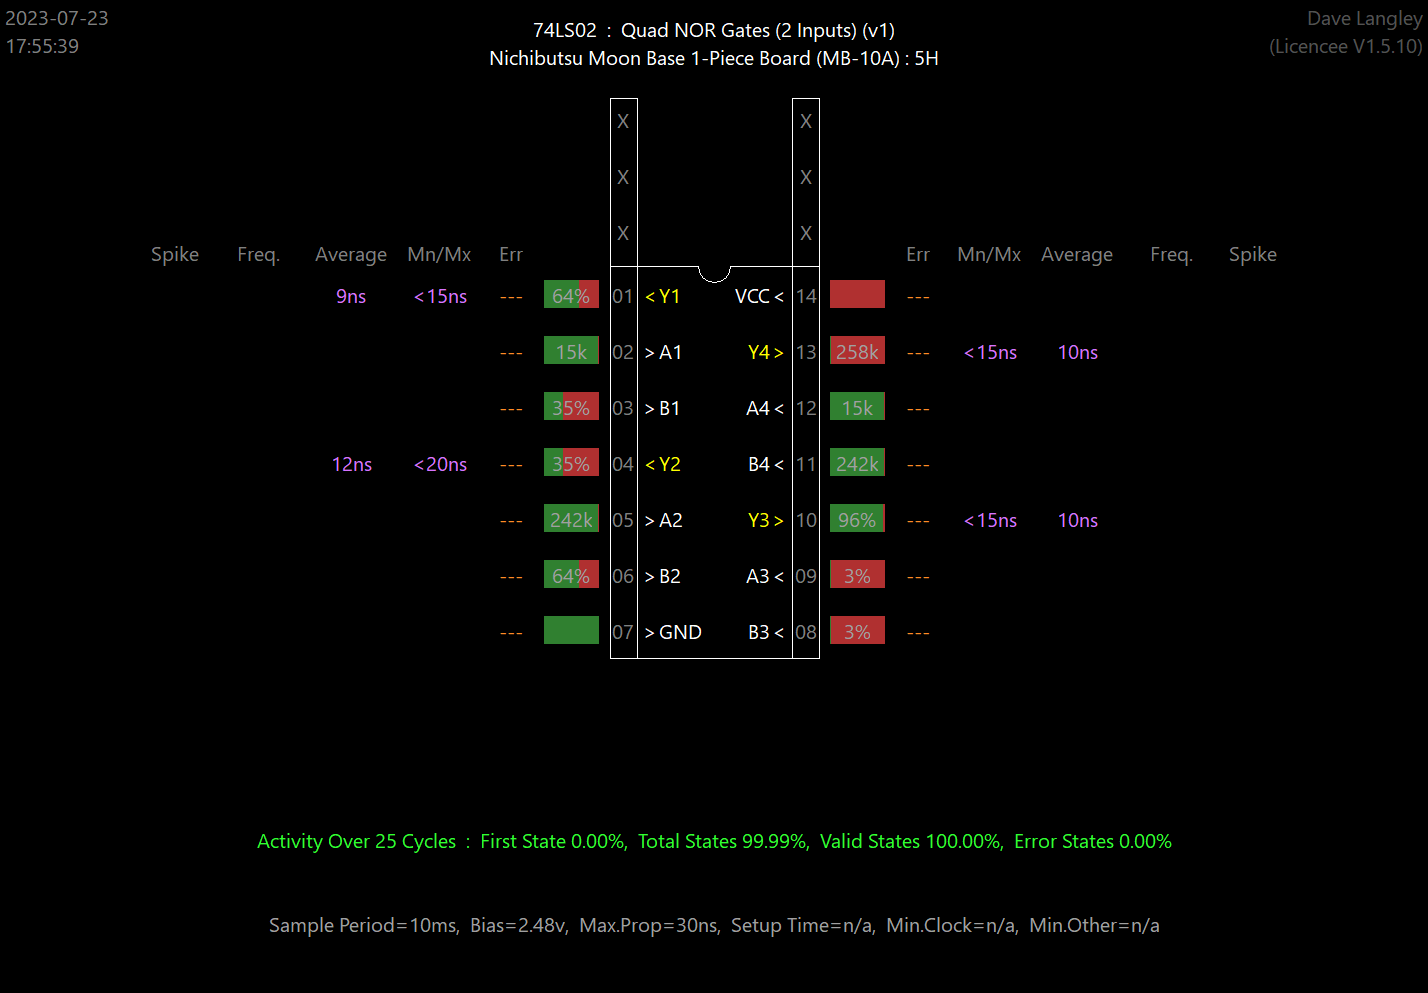 2023-07-23
17:55:39
74LS02 : Quad NOR Gates (2 Inputs) (v1)
Nichibutsu Moon Base 1-Piece Board (MB-10A) : 5H
Dave Langley
(Licencee V1.5.10)
X X
X X
X X
Spike Freq. Average Mn/Mx Err Err Mn/Mx Average Freq. Spike
9ns <15ns --- 64% 01 <Y1 VCC< 14 ---
--- 15k 02 >A1 Y4> 13 258k --- <15ns 10ns
--- 35% 03 >B1 A4< 12 15k ---
12ns <20ns --- 35% 04 <Y2 B4< 11 242k ---
--- 242k 05 >A2 Y3> 10 96% --- <15ns 10ns
--- 64% 06 >B2 A3< 09 3% ---
--- 07 >GND B3< 08 3% ---
Activity Over 25 Cycles : First State 0.00%, Total States 99.99%, Valid States 100.00%, Error States 0.00%
Sample Period=10ms, Bias=2.48v, Max.Prop=30ns, Setup Time=n/a, Min.Clock=n/a, Min.Other=n/a